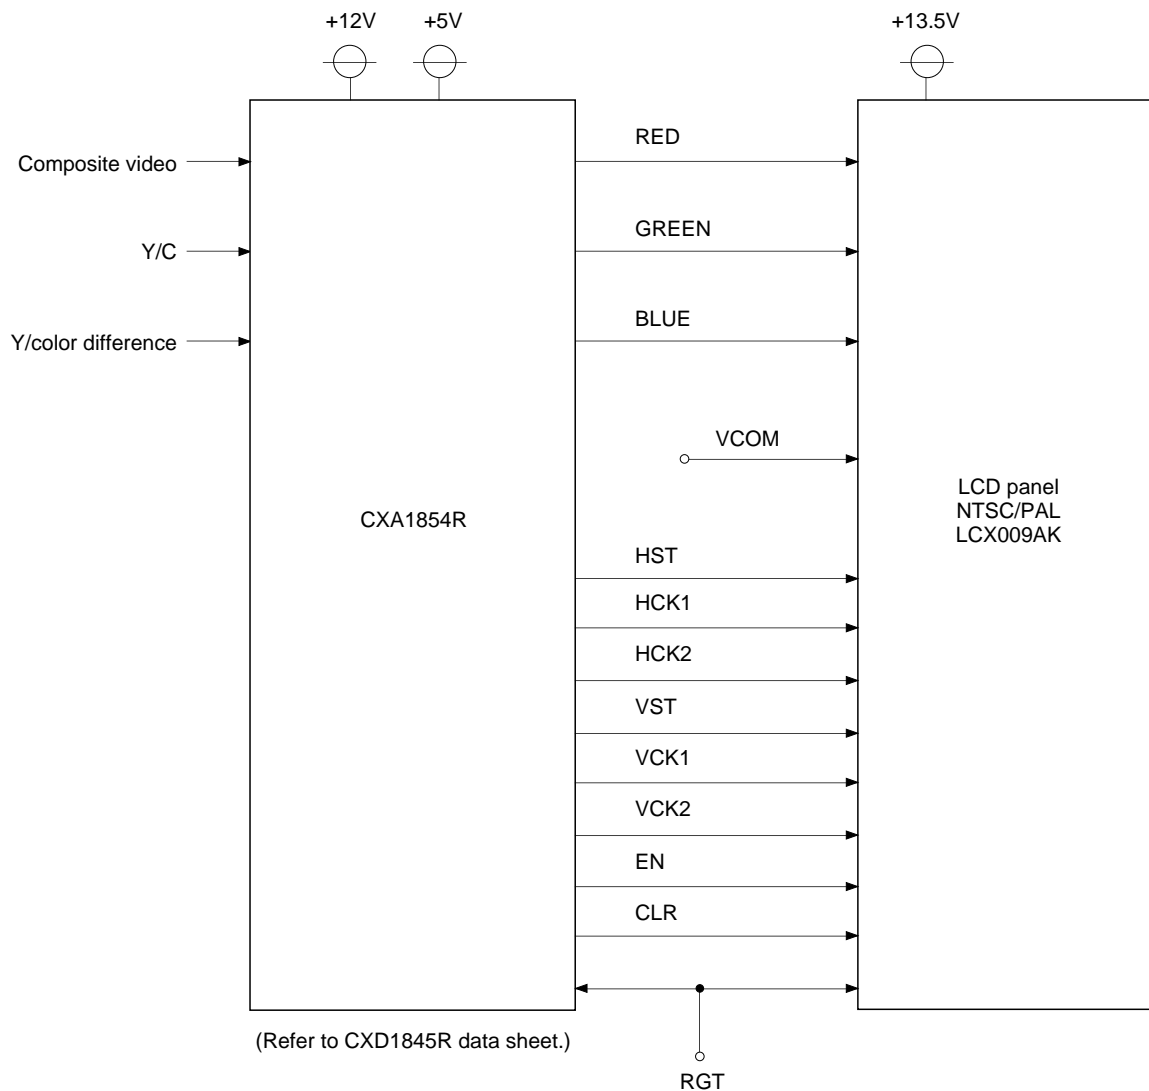 +12V
+5V
+13.5V
RED
Composite video
GREEN
Y/C
BLUE
Y/color difference
VCOM
CXA1854R
LCD panel
NTSC/PAL
LCX009AK
HST
HCK1
HCK2
VST
VCK1
VCK2
EN
CLR
(Refer to CXD1845R data sheet.)
RGT